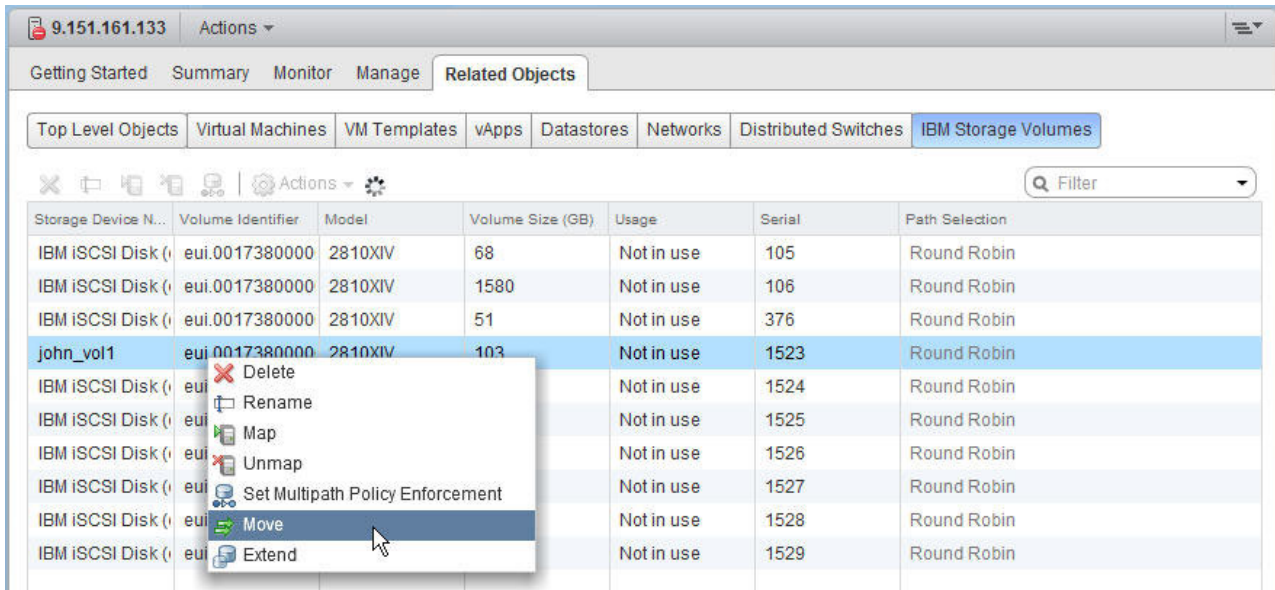 9.151.161.133 Actions
Getting Started Summary Monitor Manage Related Objects
Top Level Objects Virtual Machines VM Templates vApps Datastores Networks Distributed Switches IBM Storage Volumes
Actions Filter
Storage Device N... Volume Identifier Model Volume Size (GB) Usage Serial Path Selection
IBM iSCSI Disk ( eui.0017380000 2810XIV 68 Not in use 105 Round Robin
IBM iSCSI Disk ( eui.0017380000 2810XIV 1580 Not in use 106 Round Robin
IBM iSCSI Disk ( eui.0017380000 2810XIV 51 Not in use 376 Round Robin
john_vol1 eui.0017380000 2810XIV 103 Not in use 1523 Round Robin
IBM iSCSI Disk ( eui Not in use 1524 Round Robin
IBM iSCSI Disk ( eui Not in use 1525 Round Robin
IBM iSCSI Disk ( eui Not in use 1526 Round Robin
IBM iSCSI Disk ( eui Not in use 1527 Round Robin
IBM iSCSI Disk ( eui Not in use 1528 Round Robin
IBM iSCSI Disk ( eui Not in use 1529 Round Robin
Delete
Rename
Map
Unmap
Set Multipath Policy Enforcement
Move
Extend